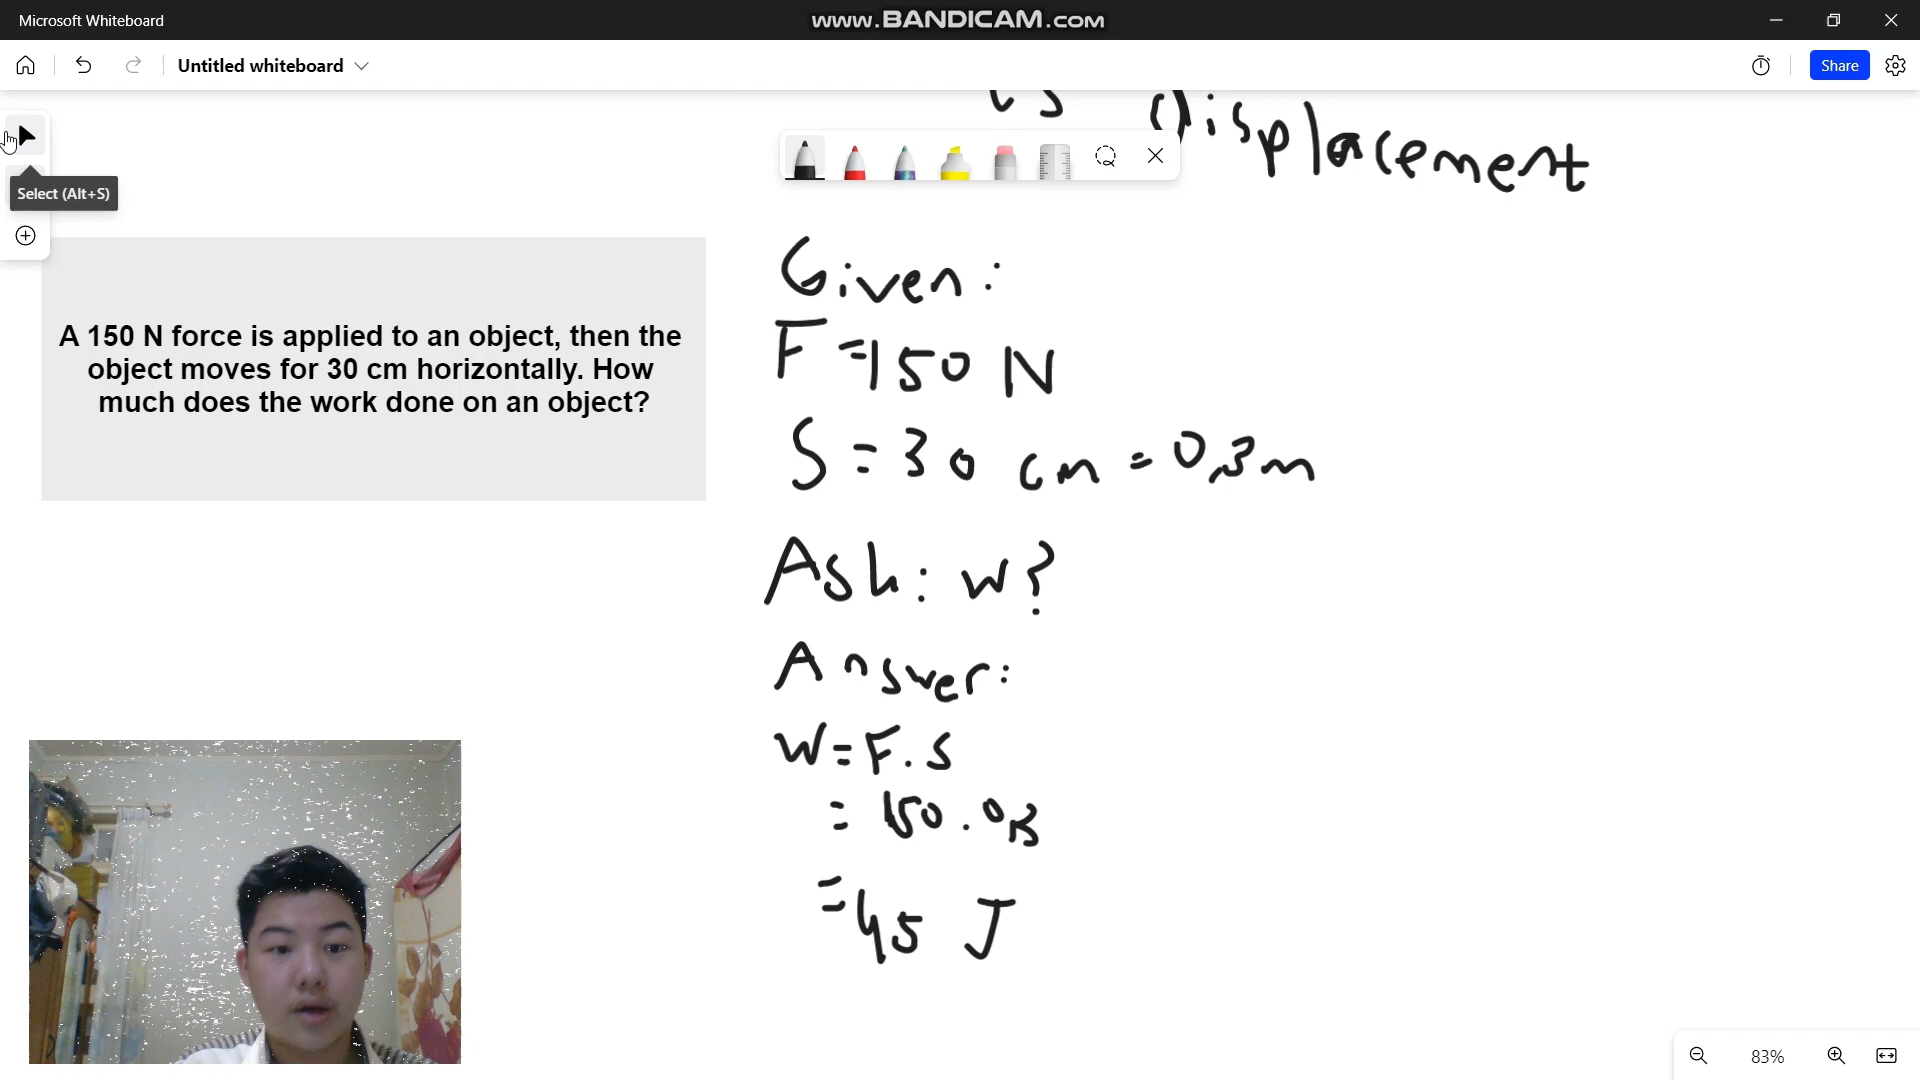 Microsoft Whiteboard
www.BANDICAM.com
Untitled whiteboard
Share
is displacement
Select (Alt+S)
A 150 N force is applied to an object, then the
object moves for 30 cm horizontally. How
much does the work done on an object?
Given:
F = 150 N
S = 30 cm = 0,3 m
Ask: W?
Answer:
W = F . S
= 150 . 0,3
= 45 J
83%